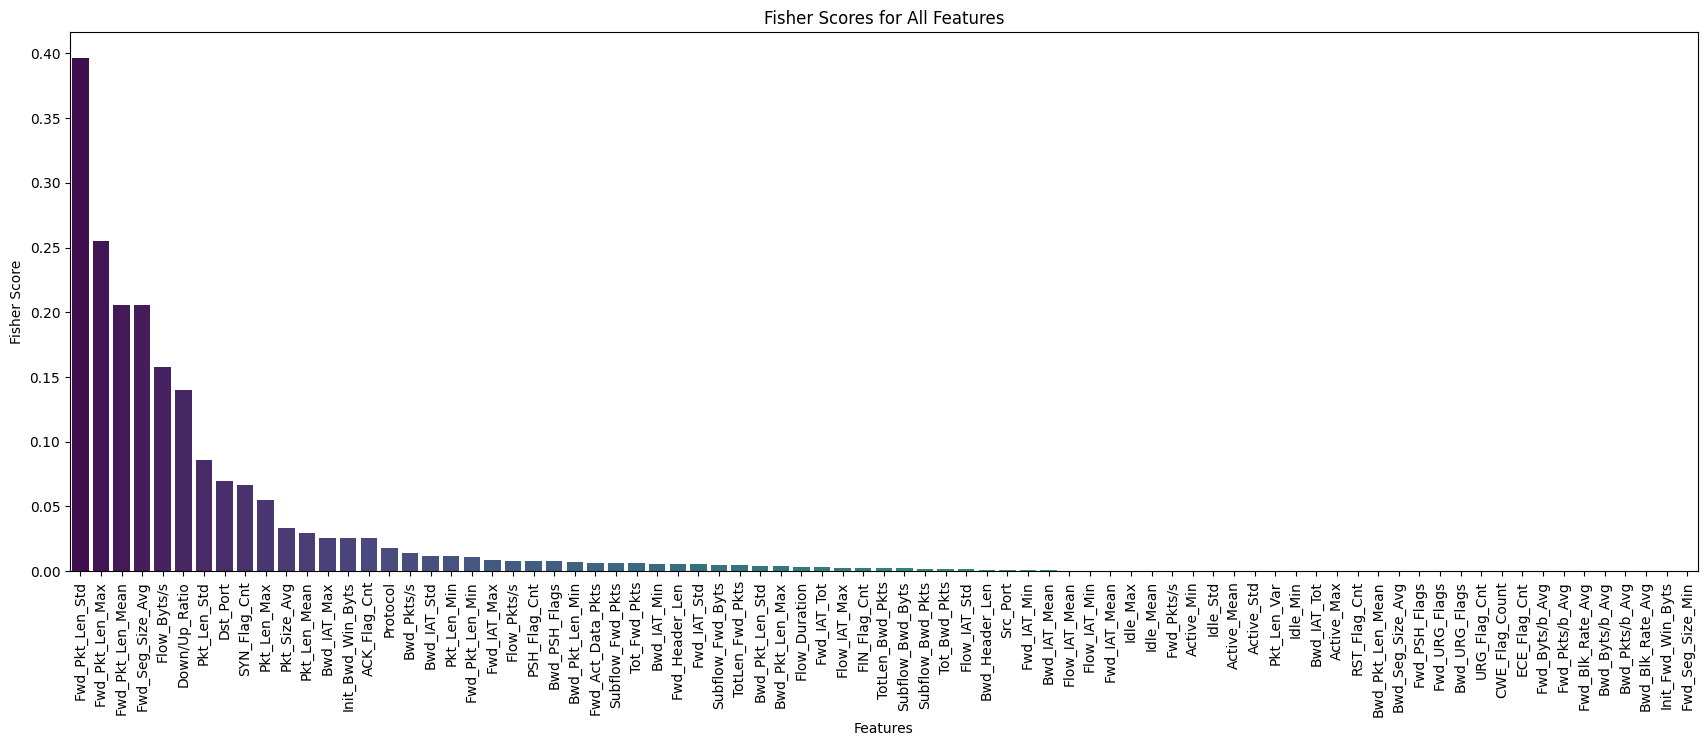 Fisher Scores for All Features
Fisher Score
0.40
0.35
0.30
0.25
0.20
0.15
0.10
0.05
0.00
Fwd_Pkt_Len_Std
Fwd_Pkt_Len_Max
Fwd_Pkt_Len_Mean
Fwd_Seg_Size_Avg
Flow_Byts/s
Down/Up_Ratio
Pkt_Len_Std
Dst_Port
SYN_Flag_Cnt
Pkt_Len_Max
Pkt_Size_Avg
Pkt_Len_Mean
Bwd_IAT_Max
Init_Bwd_Win_Byts
ACK_Flag_Cnt
Protocol
Bwd_Pkts/s
Bwd_IAT_Std
Pkt_Len_Min
Fwd_Pkt_Len_Min
Fwd_IAT_Max
Flow_Pkts/s
PSH_Flag_Cnt
Bwd_PSH_Flags
Bwd_Pkt_Len_Min
Fwd_Act_Data_Pkts
Subflow_Fwd_Pkts
Tot_Fwd_Pkts
Bwd_IAT_Min
Fwd_Header_Len
Fwd_IAT_Std
Subflow_Fwd_Byts
TotLen_Fwd_Pkts
Bwd_Pkt_Len_Std
Bwd_Pkt_Len_Max
Flow_Duration
Fwd_IAT_Tot
Flow_IAT_Max
FIN_Flag_Cnt
TotLen_Bwd_Pkts
Subflow_Bwd_Byts
Subflow_Bwd_Pkts
Tot_Bwd_Pkts
Flow_IAT_Std
Bwd_Header_Len
Src_Port
Fwd_IAT_Min
Bwd_IAT_Mean
Flow_IAT_Mean
Flow_IAT_Min
Fwd_IAT_Mean
Idle_Max
Idle_Mean
Fwd_Pkts/s
Active_Min
Idle_Std
Active_Mean
Active_Std
Pkt_Len_Var
Idle_Min
Bwd_IAT_Tot
Active_Max
RST_Flag_Cnt
Bwd_Pkt_Len_Mean
Bwd_Seg_Size_Avg
Fwd_PSH_Flags
Fwd_URG_Flags
Bwd_URG_Flags
URG_Flag_Cnt
CWE_Flag_Count
ECE_Flag_Cnt
Fwd_Byts/b_Avg
Fwd_Pkts/b_Avg
Fwd_Blk_Rate_Avg
Bwd_Byts/b_Avg
Bwd_Pkts/b_Avg
Bwd_Blk_Rate_Avg
Init_Fwd_Win_Byts
Fwd_Seg_Size_Min
Features